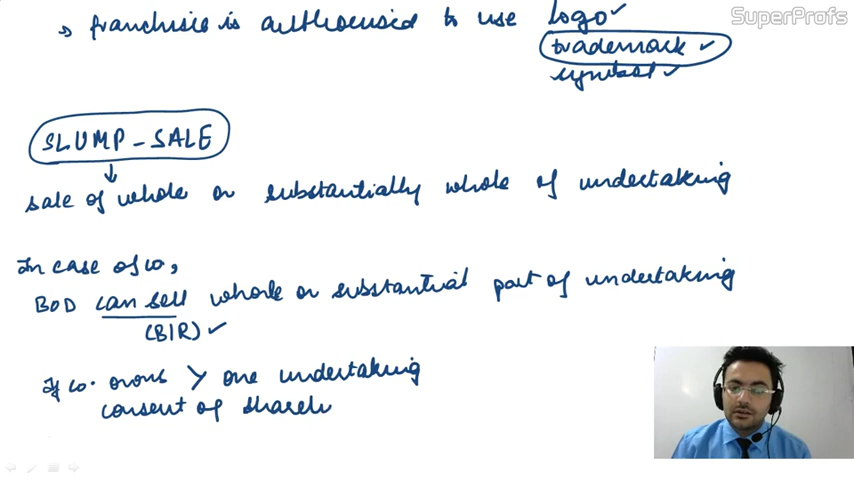 SuperProfs
→ franchisee is authorised to use logo ✓
trademark ✓
symbol ✓
SLUMP-SALE
↓
sale of whole or substantially whole of undertaking
In case of co,
BOD can sell whole or substantial part of undertaking
(BIR) ✓
If co. owns > one undertaking
consent of shareh